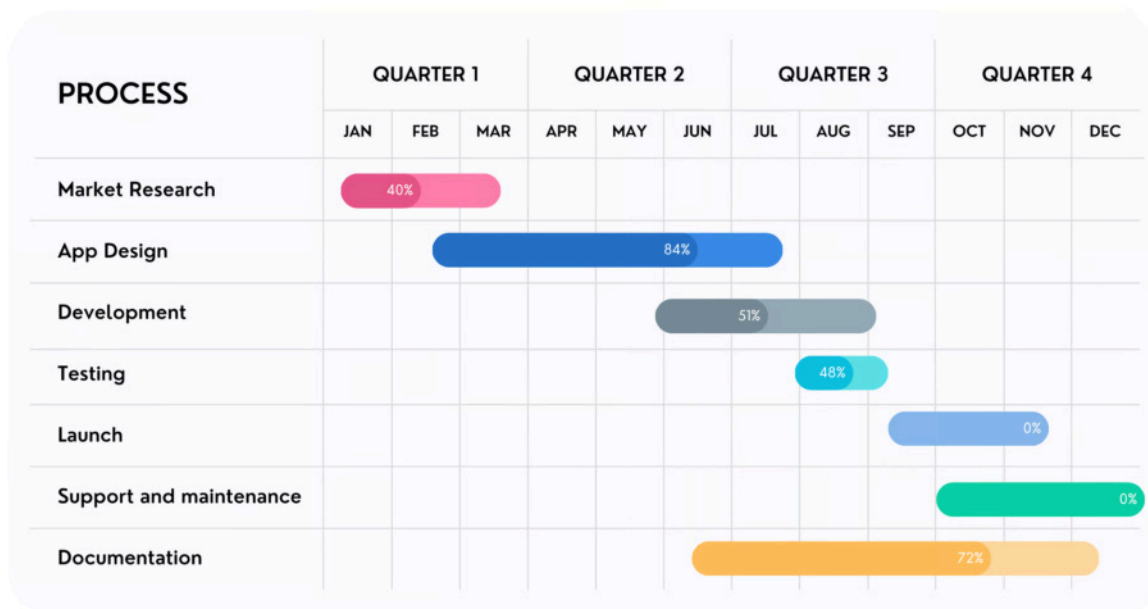 PROCESS
QUARTER 1 QUARTER 2 QUARTER 3 QUARTER 4
JAN FEB MAR APR MAY JUN JUL AUG SEP OCT NOV DEC
Market Research 40%
App Design 84%
Development 51%
Testing 48%
Launch 0%
Support and maintenance 0%
Documentation 72%